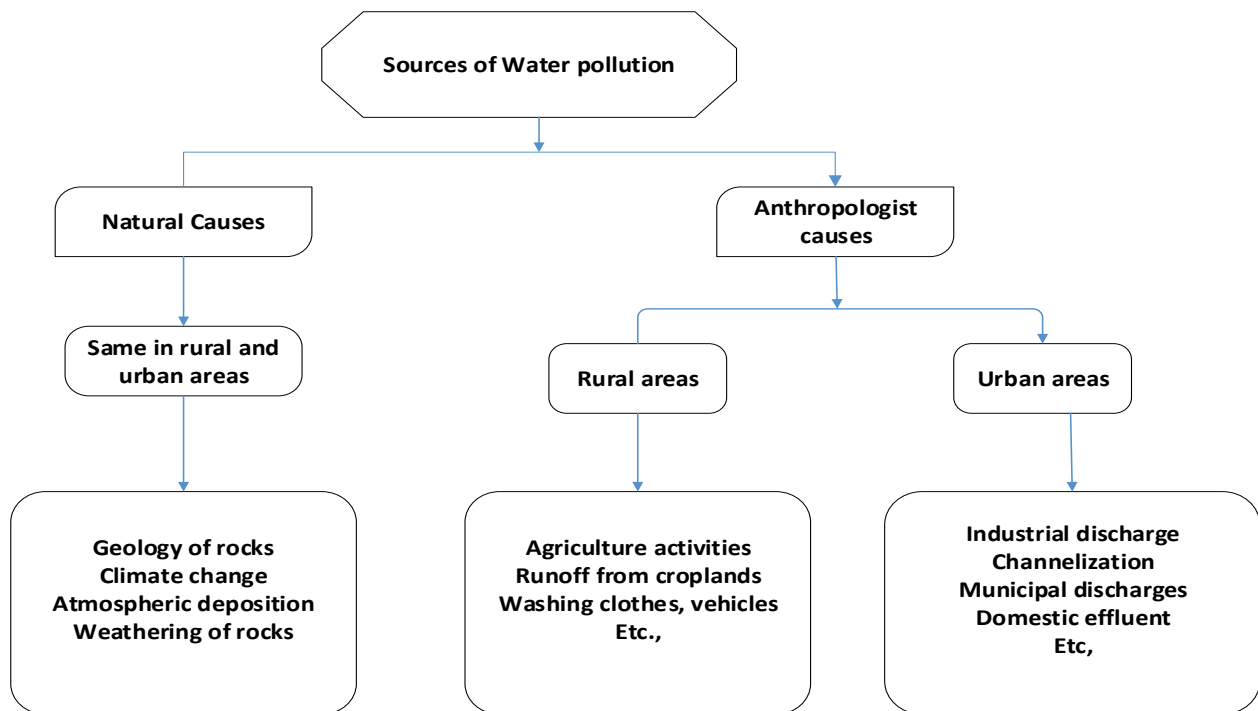 Sources of Water pollution
Natural Causes
Anthropologist
causes
Same in rural and
urban areas
Rural areas
Urban areas
Geology of rocks
Climate change
Atmospheric deposition
Weathering of rocks
Agriculture activities
Runoff from croplands
Washing clothes, vehicles
Etc.,
Industrial discharge
Channelization
Municipal discharges
Domestic effluent
Etc,